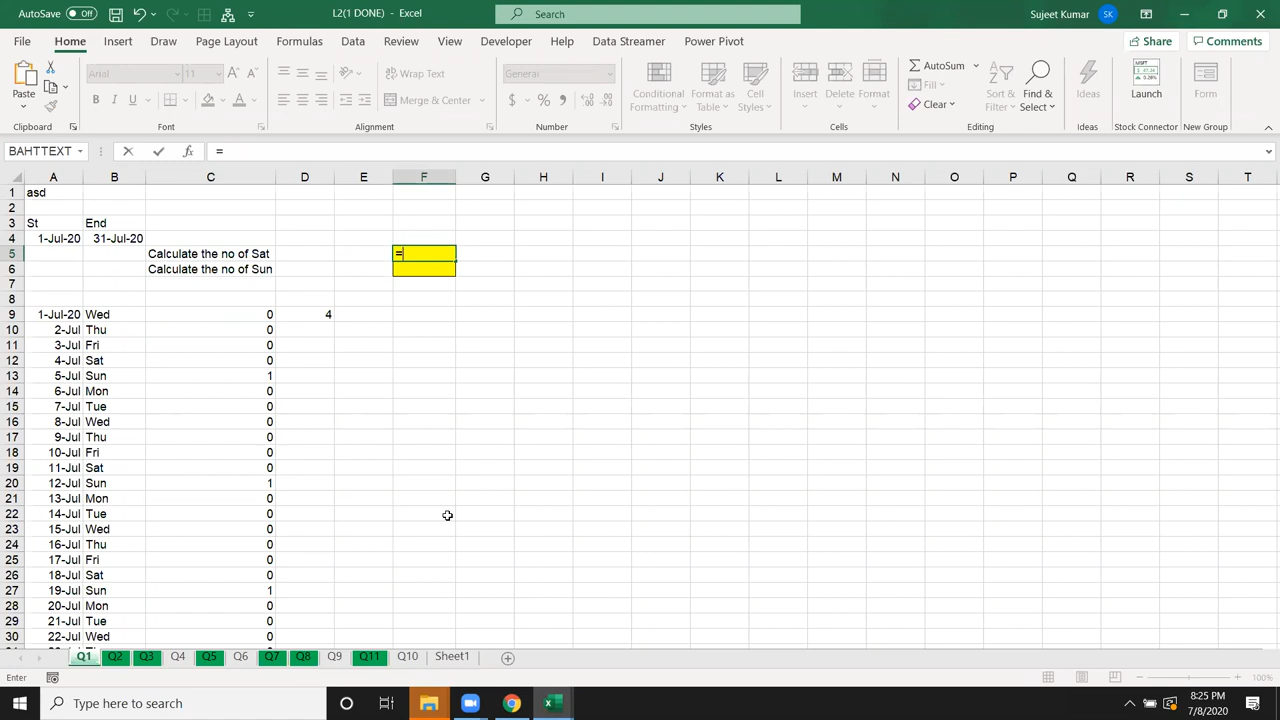 AutoSave Off L2(1 DONE) - Excel Search Sujeet Kumar SK
File Home Insert Draw Page Layout Formulas Data Review View Developer Help Data Streamer Power Pivot Share Comments
Paste Arial 11 Wrap Text General Conditional Formatting Format as Table Cell Styles Insert Delete Format AutoSum Fill Clear Sort & Filter Find & Select Ideas Launch Form
B I U Merge & Center $ %
Clipboard Font Alignment Number Styles Cells Editing Ideas Stock Connector New Group
BAHTTEXT fx =
A B C D E F G H I J K L M N O P Q R S T
1 asd
2
3 St End
4 1-Jul-20 31-Jul-20
5 Calculate the no of Sat =
6 Calculate the no of Sun
7
8
9 1-Jul-20 Wed 0 4
10 2-Jul Thu 0
11 3-Jul Fri 0
12 4-Jul Sat 0
13 5-Jul Sun 1
14 6-Jul Mon 0
15 7-Jul Tue 0
16 8-Jul Wed 0
17 9-Jul Thu 0
18 10-Jul Fri 0
19 11-Jul Sat 0
20 12-Jul Sun 1
21 13-Jul Mon 0
22 14-Jul Tue 0
23 15-Jul Wed 0
24 16-Jul Thu 0
25 17-Jul Fri 0
26 18-Jul Sat 0
27 19-Jul Sun 1
28 20-Jul Mon 0
29 21-Jul Tue 0
30 22-Jul Wed 0
Q1 Q2 Q3 Q4 Q5 Q6 Q7 Q8 Q9 Q11 Q10 Sheet1
Enter 100%
Type here to search 8:25 PM
7/8/2020